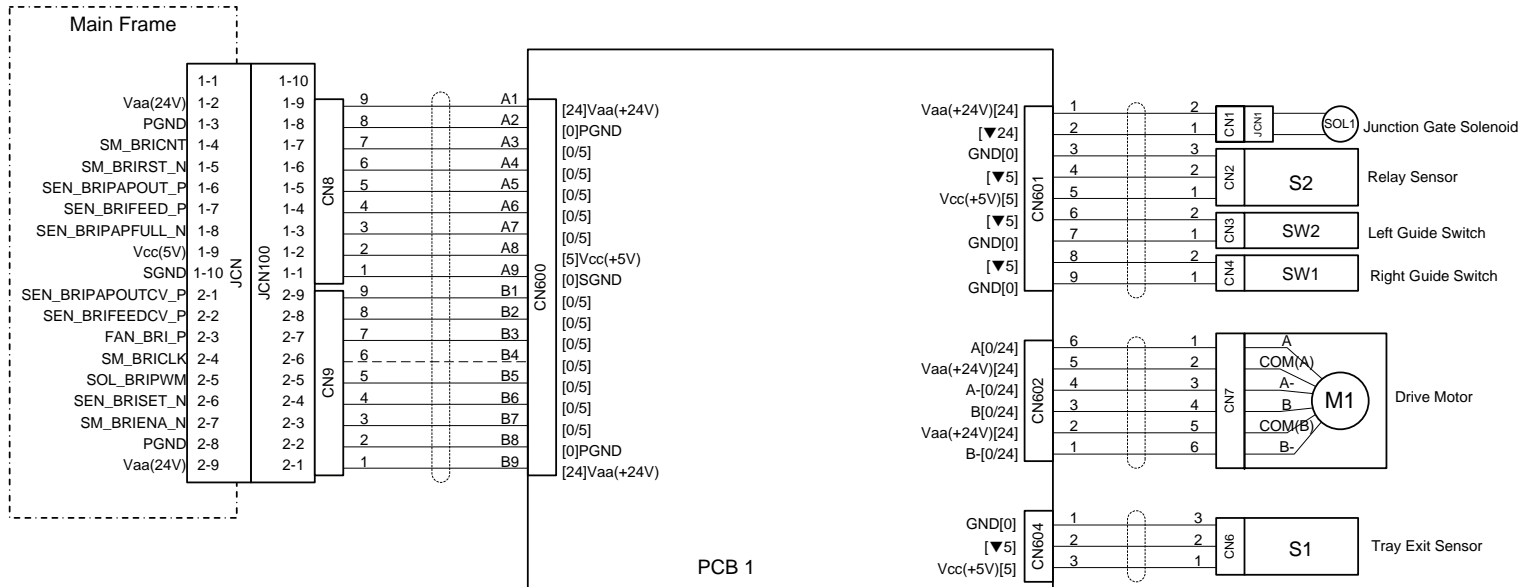 Main Frame
1-1 1-10
Vaa(24V) 1-2 1-9 9 A1 [24]Vaa(+24V)
PGND 1-3 1-8 8 A2 [0]PGND
SM_BRICNT 1-4 1-7 7 A3 [0/5]
SM_BRIRST_N 1-5 1-6 6 A4 [0/5]
SEN_BRIPAPOUT_P 1-6 1-5 5 A5 [0/5]
SEN_BRIFEED_P 1-7 1-4 4 A6 [0/5]
SEN_BRIPAPFULL_N 1-8 1-3 3 A7 [0/5]
Vcc(5V) 1-9 1-2 2 A8 [5]Vcc(+5V)
SGND 1-10 1-1 1 A9 [0]SGND
SEN_BRIPAPOUTCV_P 2-1 2-9 9 B1 [0/5]
SEN_BRIFEEDCV_P 2-2 2-8 8 B2 [0/5]
FAN_BRI_P 2-3 2-7 7 B3 [0/5]
SM_BRICLK 2-4 2-6 6 B4 [0/5]
SOL_BRIPWM 2-5 2-5 5 B5 [0/5]
SEN_BRISET_N 2-6 2-4 4 B6 [0/5]
SM_BRIENA_N 2-7 2-3 3 B7 [0/5]
PGND 2-8 2-2 2 B8 [0]PGND
Vaa(24V) 2-9 2-1 1 B9 [24]Vaa(+24V)
JCN
JCN100
CN8
CN9
CN600
PCB 1
Vaa(+24V)[24] 1 2
[▼24] 2 1
GND[0] 3 3
[▼5] 4 2
Vcc(+5V)[5] 5 1
[▼5] 6 2
GND[0] 7 1
[▼5] 8 2
GND[0] 9 1
CN601
CN1 JCN1 SOL1 Junction Gate Solenoid
CN2 S2 Relay Sensor
CN3 SW2 Left Guide Switch
CN4 SW1 Right Guide Switch
A[0/24] 6 1 A
Vaa(+24V)[24] 5 2 COM(A)
A-[0/24] 4 3 A-
B[0/24] 3 4 B
Vaa(+24V)[24] 2 5 COM(B)
B-[0/24] 1 6 B-
CN602
CN7 M1 Drive Motor
GND[0] 1 3
[▼5] 2 2
Vcc(+5V)[5] 3 1
CN604
CN6 S1 Tray Exit Sensor